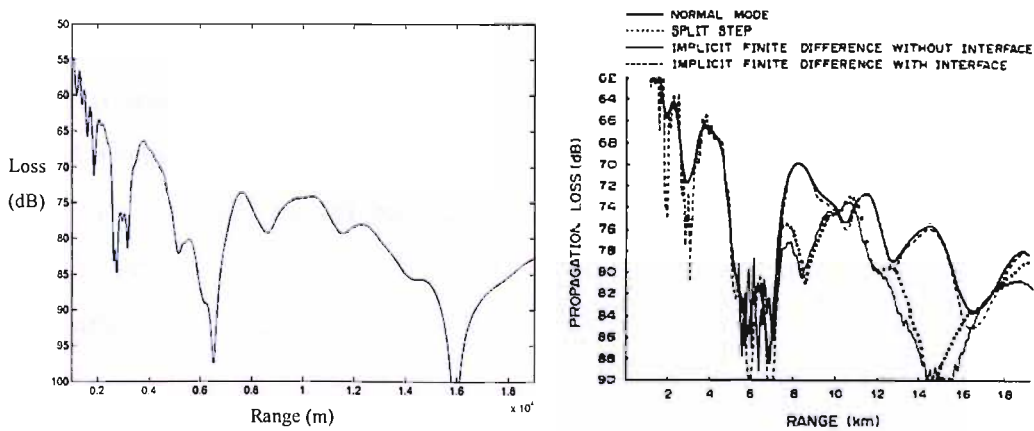 50
55
60
65
70
75
80
85
90
95
100
Loss
(dB)
0.2 0.4 0.6 0.8 1 1.2 1.4 1.6 1.8
x 10⁴
Range (m)
NORMAL MODE
SPLIT STEP
IMPLICIT FINITE DIFFERENCE WITHOUT INTERFACE
IMPLICIT FINITE DIFFERENCE WITH INTERFACE
62
64
66
68
70
72
74
76
78
80
82
84
86
88
90
PROPAGATION LOSS (dB)
2 4 6 8 10 12 14 16 18
RANGE (km)